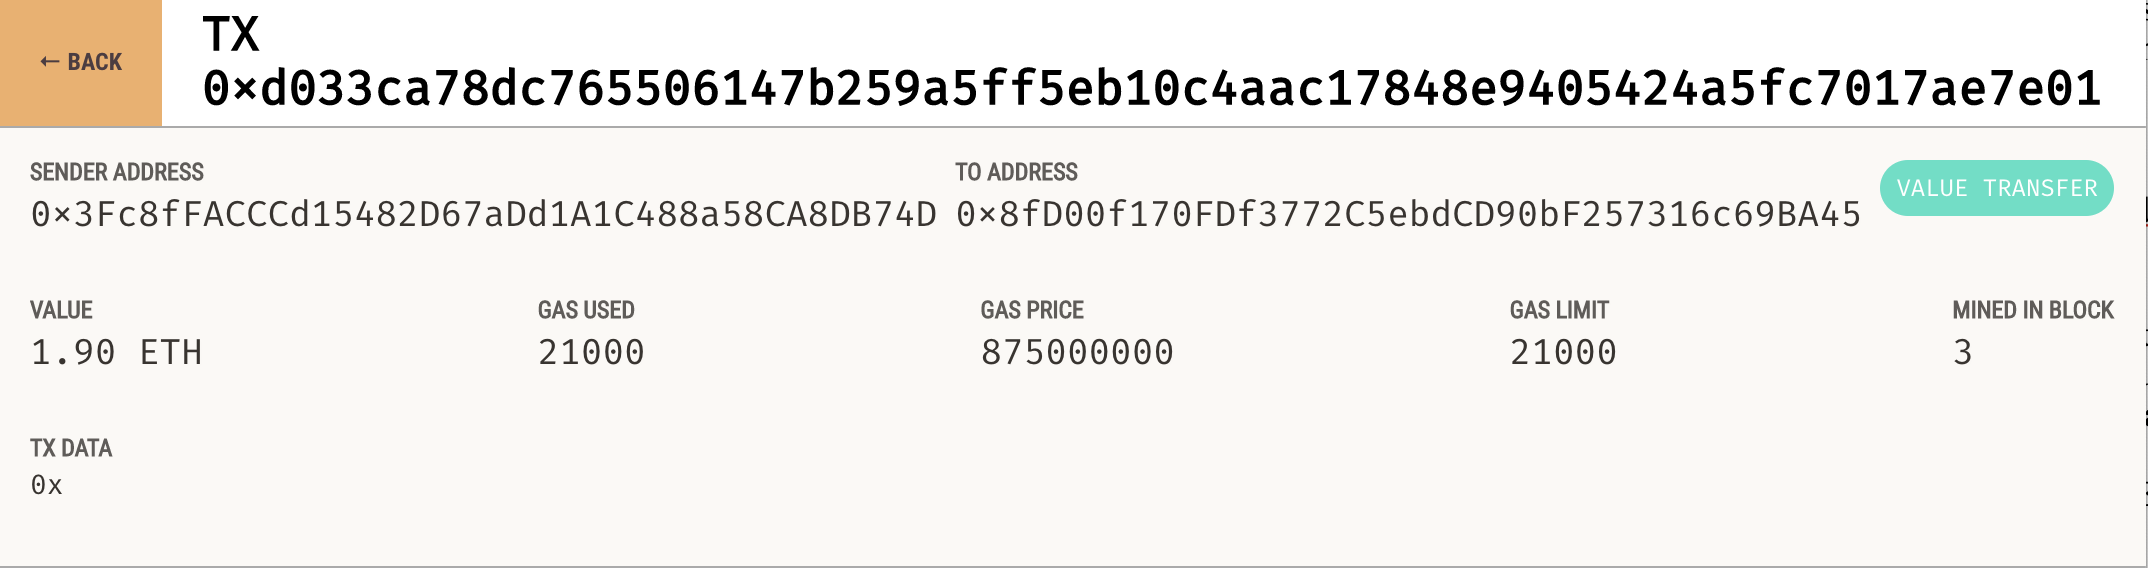 ← BACK
TX
0×d033ca78dc765506147b259a5ff5eb10c4aac17848e9405424a5fc7017ae7e01
SENDER ADDRESS
0×3Fc8fFACCCd15482D67aDd1A1C488a58CA8DB74D
TO ADDRESS
0×8fD00f170FDf3772C5ebdCD90bF257316c69BA45
VALUE TRANSFER
VALUE
1.90 ETH
GAS USED
21000
GAS PRICE
875000000
GAS LIMIT
21000
MINED IN BLOCK
3
TX DATA
0x